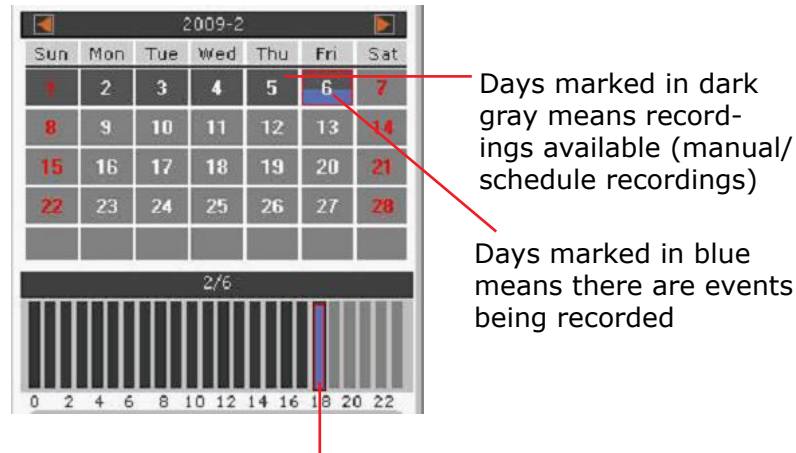 2009-2
Sun Mon Tue Wed Thu Fri Sat
1 2 3 4 5 6 7
8 9 10 11 12 13 14
15 16 17 18 19 20 21
22 23 24 25 26 27 28
2/6
0 2 4 6 8 10 12 14 16 18 20 22
Days marked in dark
gray means record-
ings available (manual/
schedule recordings)
Days marked in blue
means there are events
being recorded